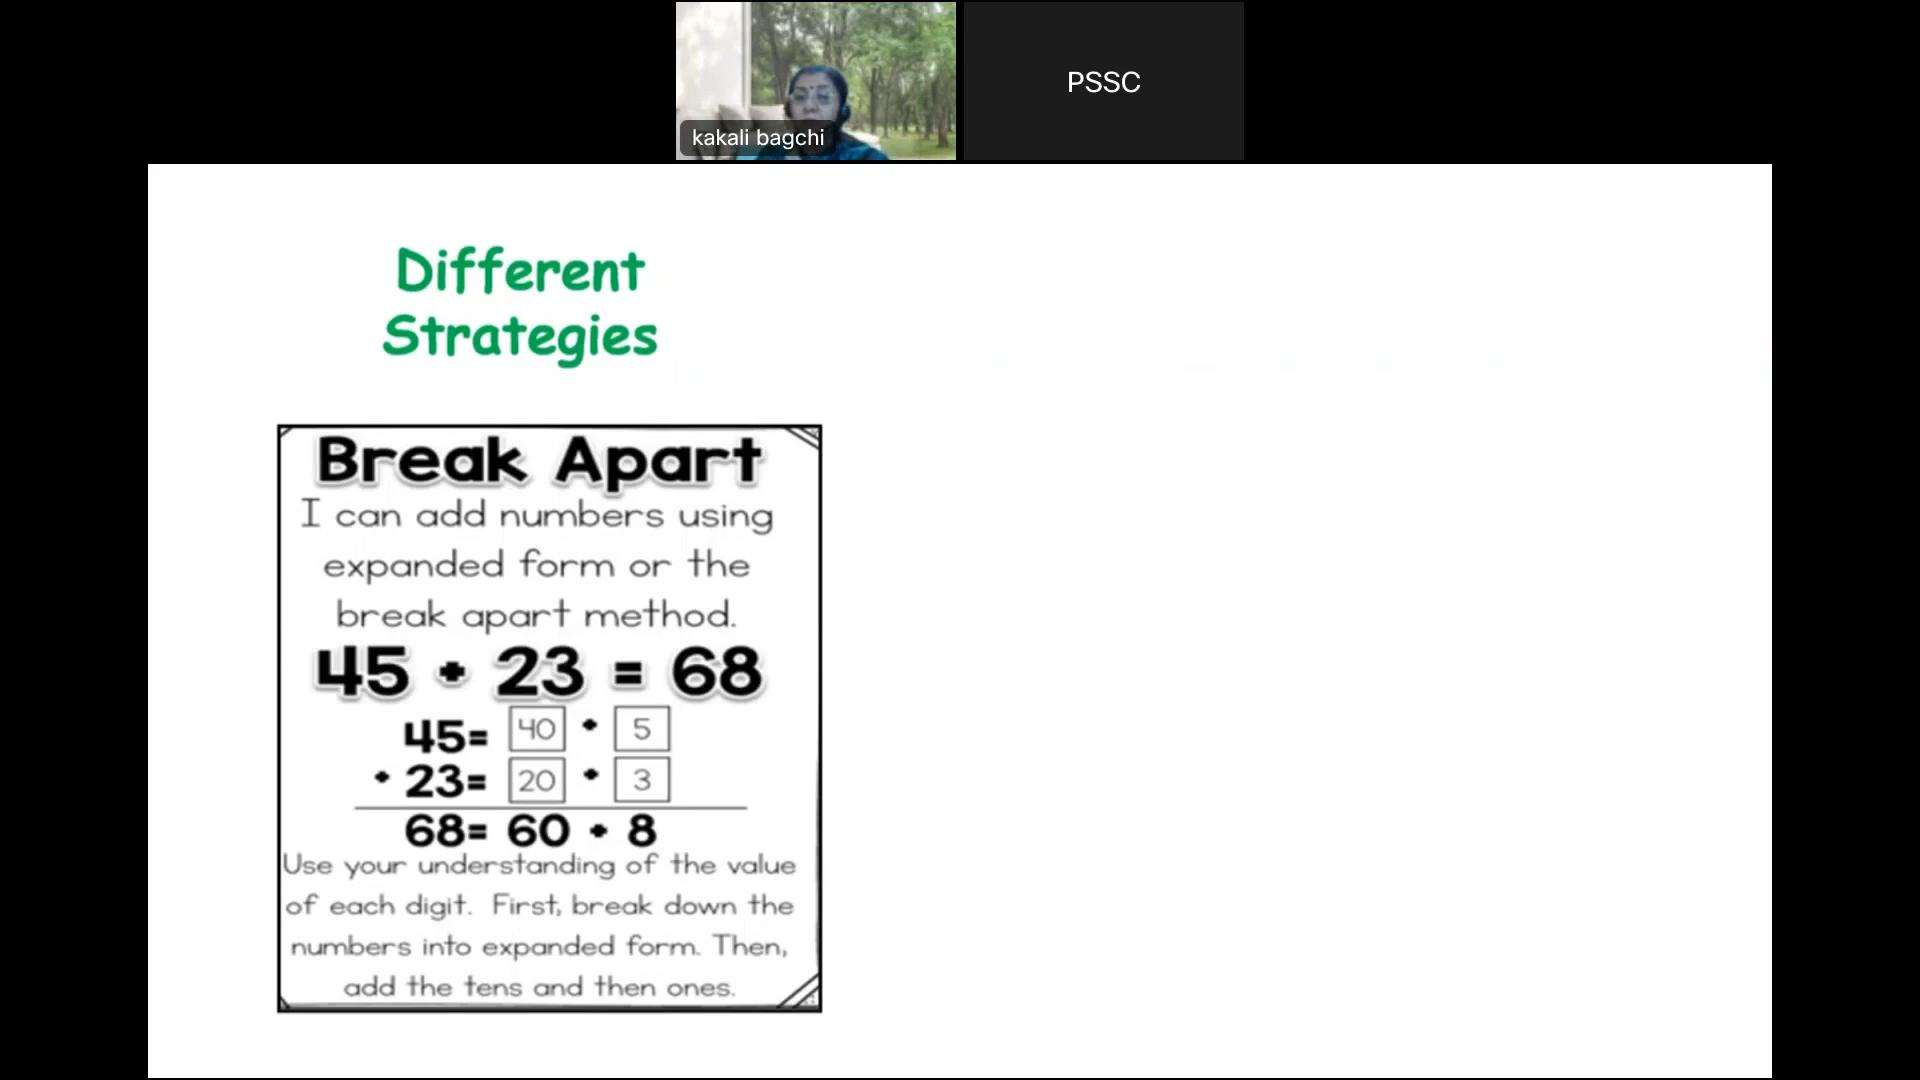 kakali bagchi
PSSC
Different
Strategies
Break Apart
I can add numbers using
expanded form or the
break apart method.
45 + 23 = 68
45= 40 + 5
+ 23= 20 + 3
68= 60 + 8
Use your understanding of the value
of each digit. First, break down the
numbers into expanded form. Then,
add the tens and then ones.